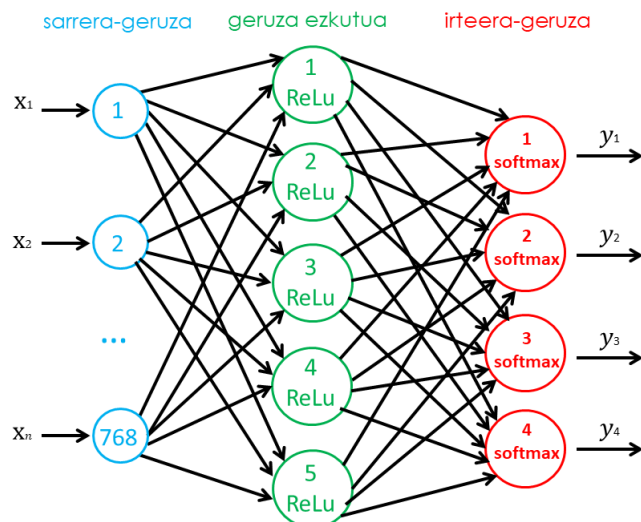 sarrera-geruza
geruza ezkutua
irteera-geruza
x₁
1
x₂
2
...
xₙ
768
1
ReLu
2
ReLu
3
ReLu
4
ReLu
5
ReLu
1
softmax
y₁
2
softmax
y₂
3
softmax
y₃
4
softmax
y₄